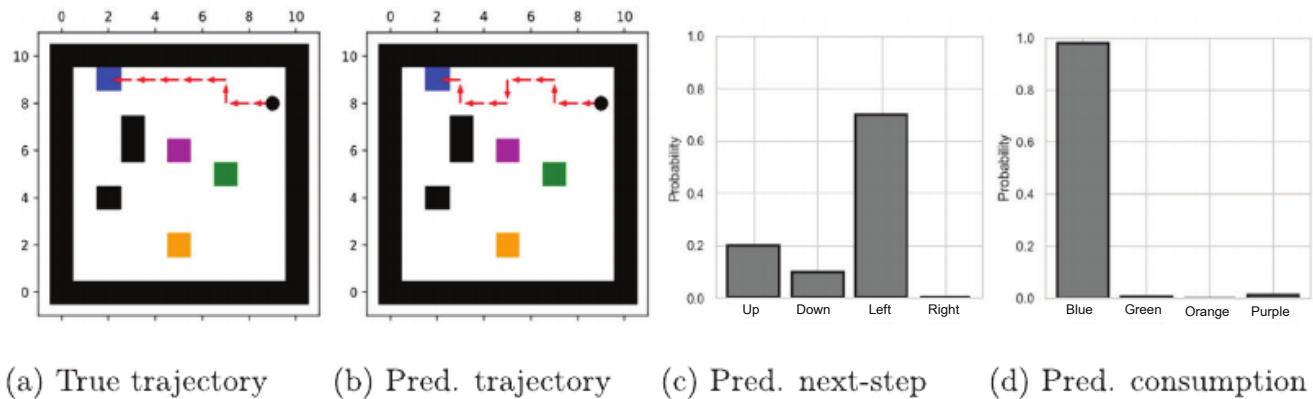 0 2 4 6 8 10
10
8
6
4
2
0
0 2 4 6 8 10
10
8
6
4
2
0
1.0
0.8
0.6
0.4
0.2
0.0
Probability
Up Down Left Right
1.0
0.8
0.6
0.4
0.2
0.0
Probability
Blue Green Orange Purple
(a) True trajectory
(b) Pred. trajectory
(c) Pred. next-step
(d) Pred. consumption